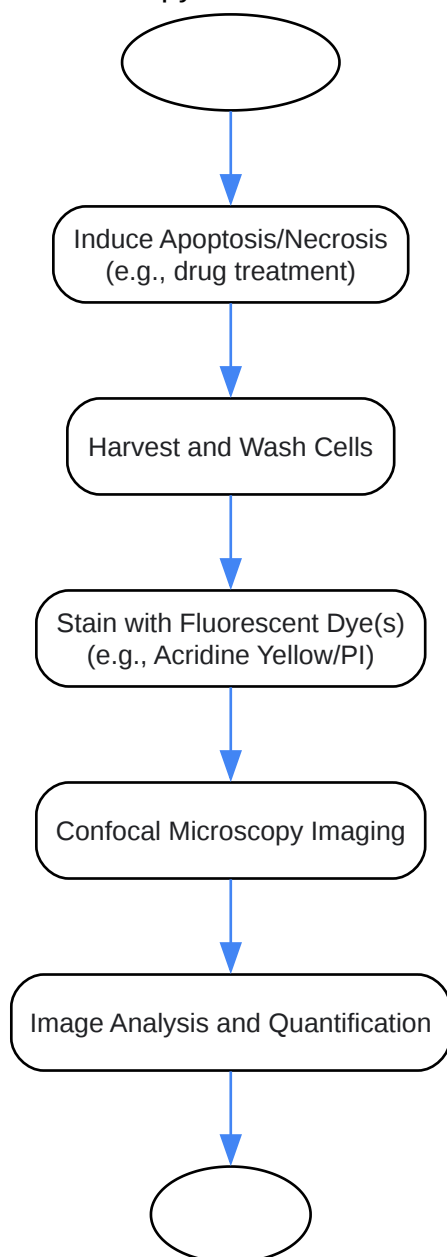 Induce Apoptosis/Necrosis
(e.g., drug treatment)
Harvest and Wash Cells
Stain with Fluorescent Dye(s)
(e.g., Acridine Yellow/PI)
Confocal Microscopy Imaging
Image Analysis and Quantification